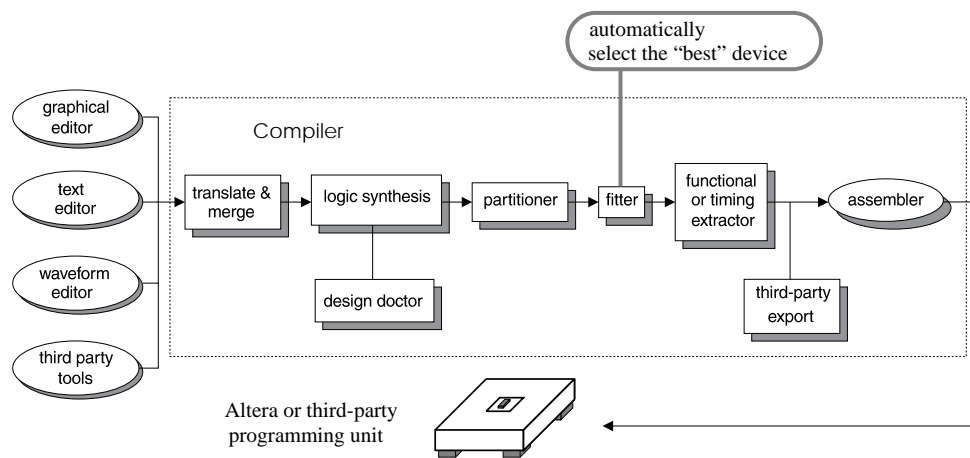 automatically
select the “best” device
graphical
editor
Compiler
text
editor
translate &
merge
logic synthesis
partitioner
fitter
functional
or timing
extractor
assembler
waveform
editor
design doctor
third-party
export
third party
tools
Altera or third-party
programming unit